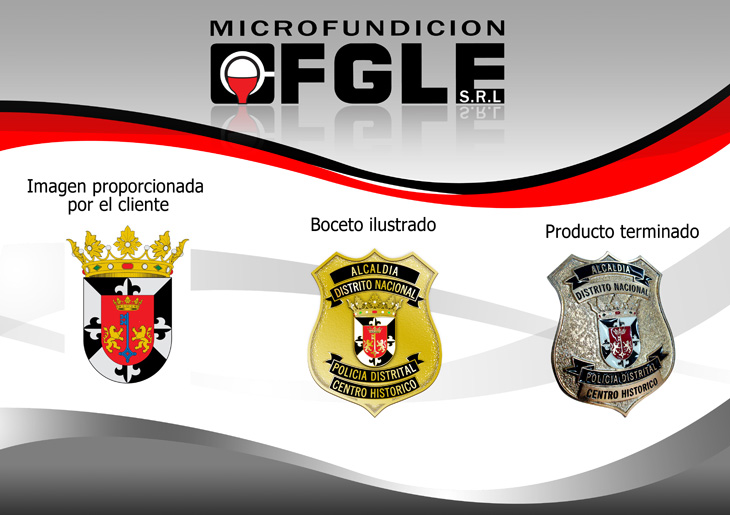 MICROFUNDICION
FGLE
S.R.L
Imagen proporcionada
por el cliente
Boceto ilustrado
ALCALDIA
DISTRITO NACIONAL
POLICIA DISTRITAL
CENTRO HISTORICO
Producto terminado
ALCALDIA
DISTRITO NACIONAL
POLICIA DISTRITAL
CENTRO HISTORICO